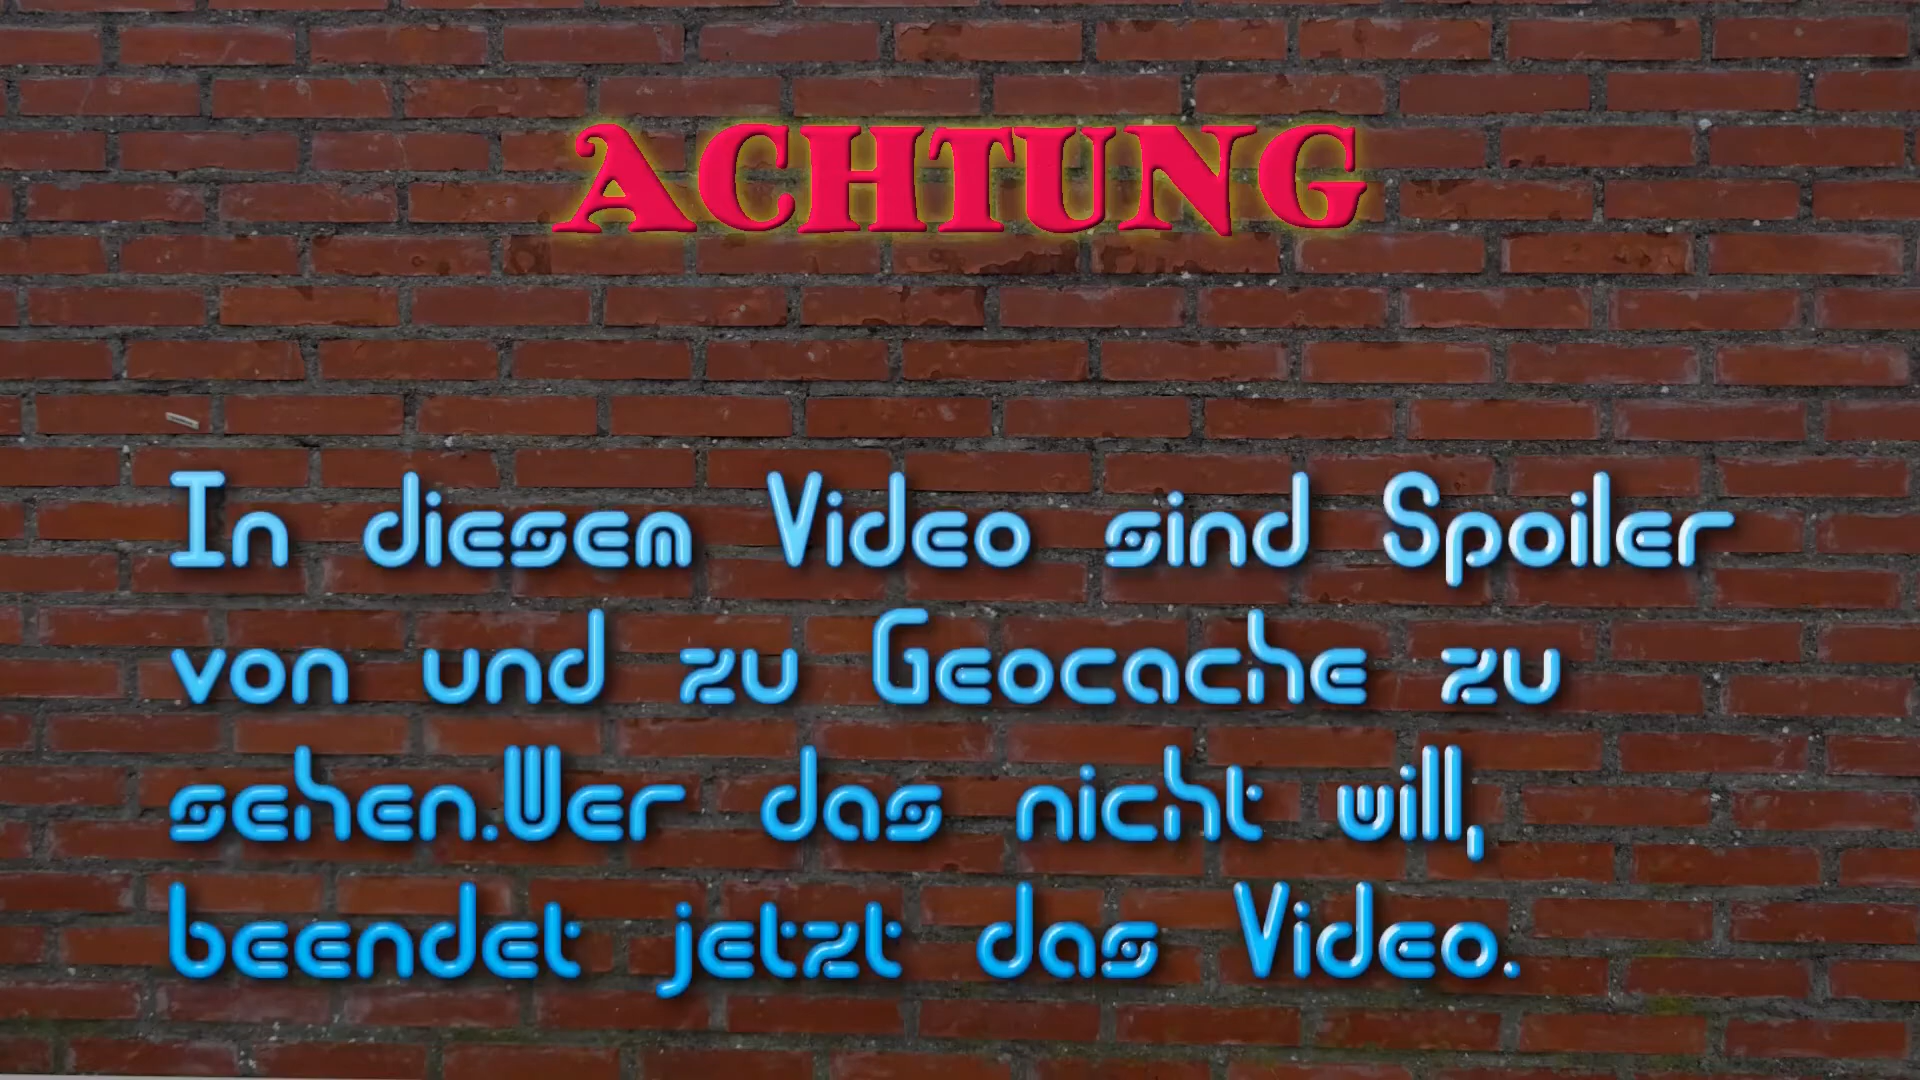 ACHTUNG
In diesem Video sind Spoiler
von und zu Geocache zu
sehen.Wer das nicht will,
beendet jetzt das Video.